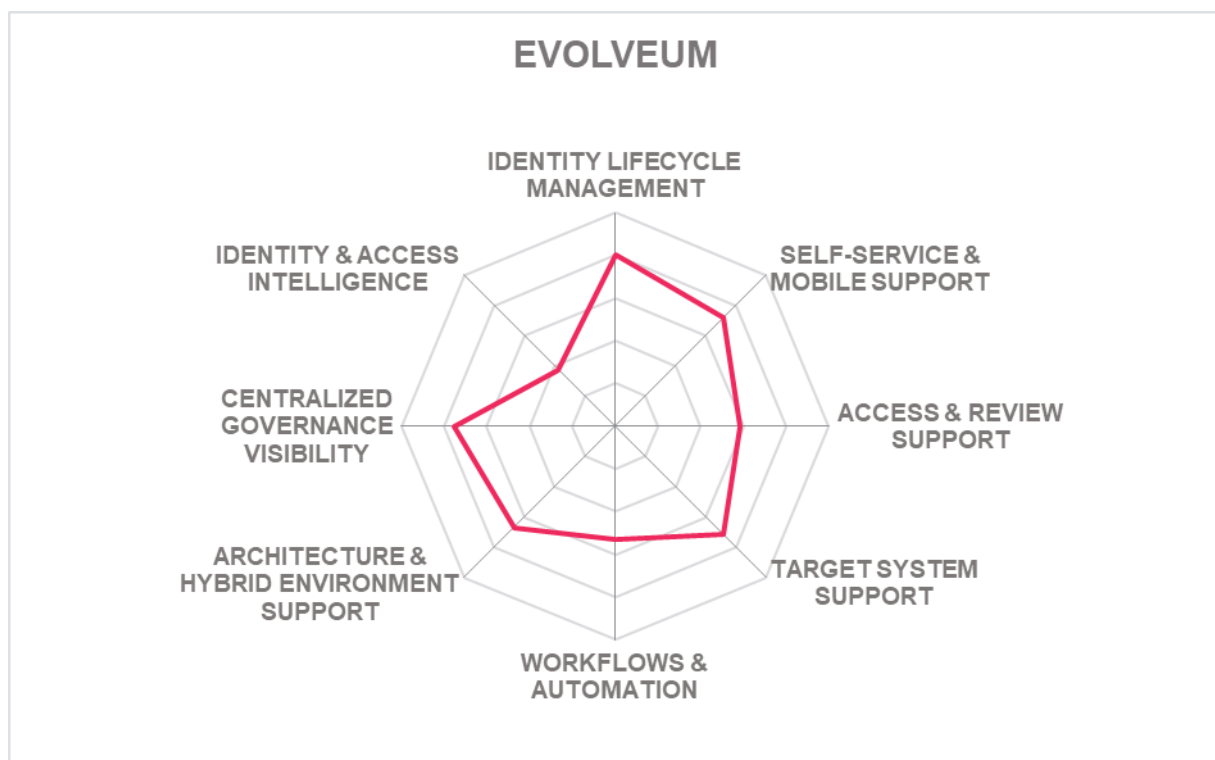 EVOLVEUM
IDENTITY LIFECYCLE
MANAGEMENT
IDENTITY & ACCESS
INTELLIGENCE
SELF-SERVICE &
MOBILE SUPPORT
CENTRALIZED
GOVERNANCE
VISIBILITY
ACCESS & REVIEW
SUPPORT
ARCHITECTURE &
HYBRID ENVIRONMENT
SUPPORT
TARGET SYSTEM
SUPPORT
WORKFLOWS &
AUTOMATION